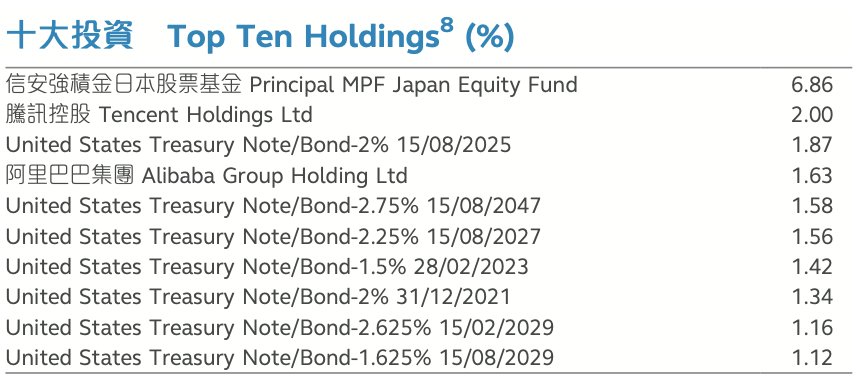 十大投資 Top Ten Holdings8 (%)
信安強積金日本股票基金 Principal MPF Japan Equity Fund 6.86
騰訊控股 Tencent Holdings Ltd 2.00
United States Treasury Note/Bond-2% 15/08/2025 1.87
阿里巴巴集團 Alibaba Group Holding Ltd 1.63
United States Treasury Note/Bond-2.75% 15/08/2047 1.58
United States Treasury Note/Bond-2.25% 15/08/2027 1.56
United States Treasury Note/Bond-1.5% 28/02/2023 1.42
United States Treasury Note/Bond-2% 31/12/2021 1.34
United States Treasury Note/Bond-2.625% 15/02/2029 1.16
United States Treasury Note/Bond-1.625% 15/08/2029 1.12